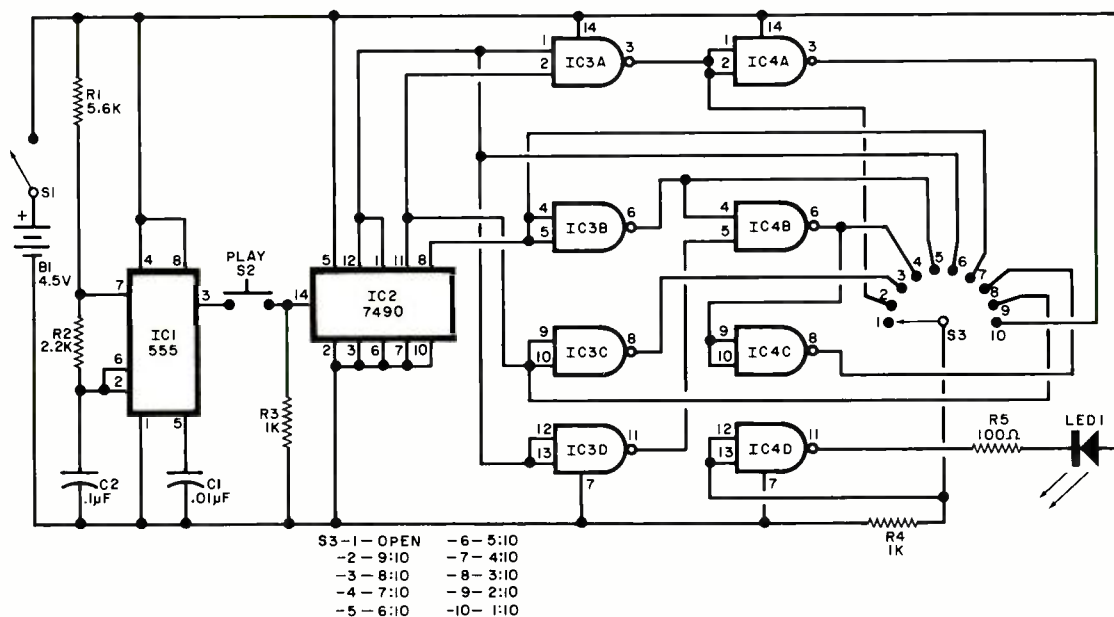 14
14
1
2
IC3A
3
1
2
IC4A
3
R1
5.6K
S1
+
B1
4.5V
4
8
7
3
PLAY
S2
14
R2
2.2K
6
2
IC1
555
1
5
5
12
1
11
8
IC2
7490
2
3
6
7
10
R3
1K
C2
.1µF
C1
.01µF
4
5
IC3B
6
4
5
IC4B
6
9
10
IC3C
8
9
10
IC4C
8
12
13
IC3D
11
7
12
13
IC4D
11
7
1
2
3
4
5
6
7
8
9
10
S3
R5
100Ω
LED1
R4
1K
S3-1-OPEN -6-5:10
-2-9:10 -7-4:10
-3-8:10 -8-3:10
-4-7:10 -9-2:10
-5-6:10 -10-1:10